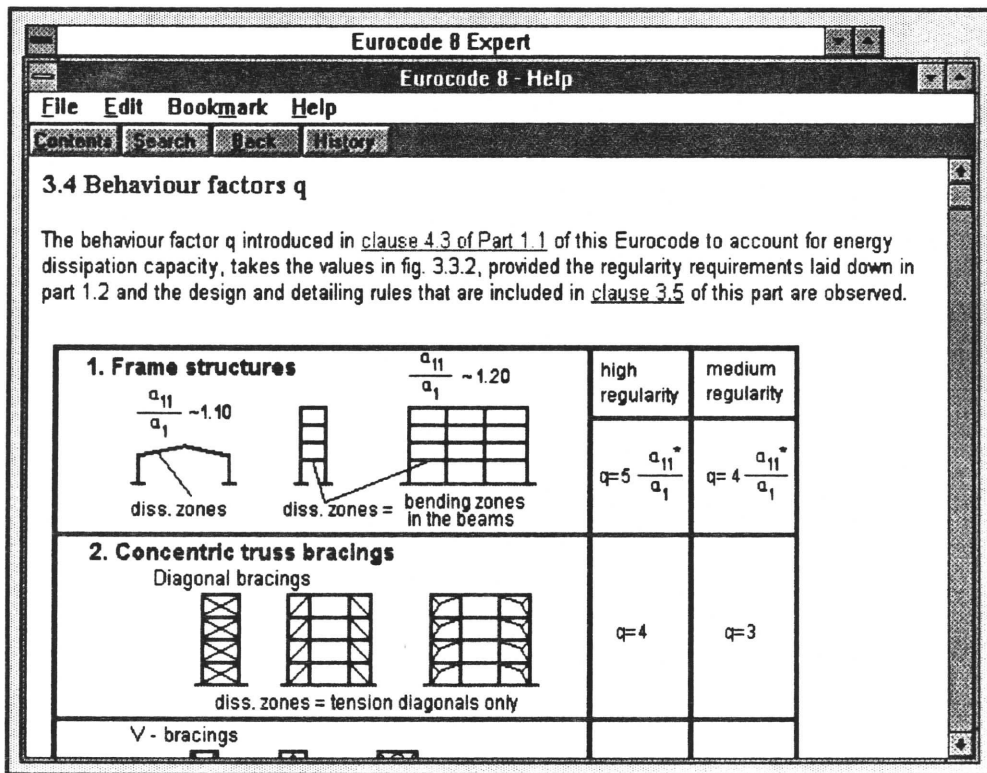 Eurocode 8 Expert
Eurocode 8 - Help
File Edit Bookmark Help
Contents Search Back History
3.4 Behaviour factors q
The behaviour factor q introduced in clause 4.3 of Part 1.1 of this Eurocode to account for energy
dissipation capacity, takes the values in fig. 3.3.2, provided the regularity requirements laid down in
part 1.2 and the design and detailing rules that are included in clause 3.5 of this part are observed.
1. Frame structures
α11
α1
~1.10
α11
α1
~1.20
high
regularity
medium
regularity
diss. zones
diss. zones =
bending zones
in the beams
q=5 α11*
α1
q= 4 α11*
α1
2. Concentric truss bracings
Diagonal bracings
q=4
q=3
diss. zones = tension diagonals only
V - bracings